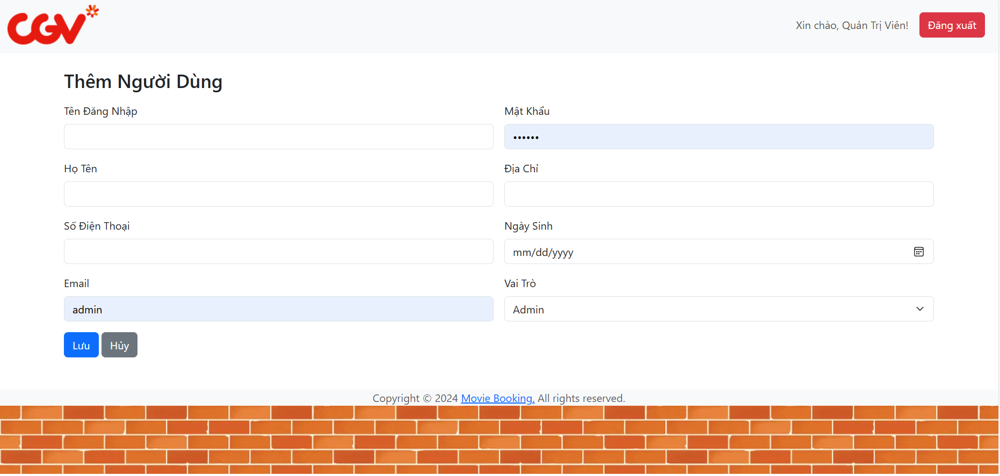 CGV
Xin chào, Quản Trị Viên! Đăng xuất
Thêm Người Dùng
Tên Đăng Nhập
Mật Khẩu
••••••
Họ Tên
Địa Chỉ
Số Điện Thoại
Ngày Sinh
mm/dd/yyyy
Email
admin
Vai Trò
Admin
Lưu Hủy
Copyright © 2024 Movie Booking. All rights reserved.